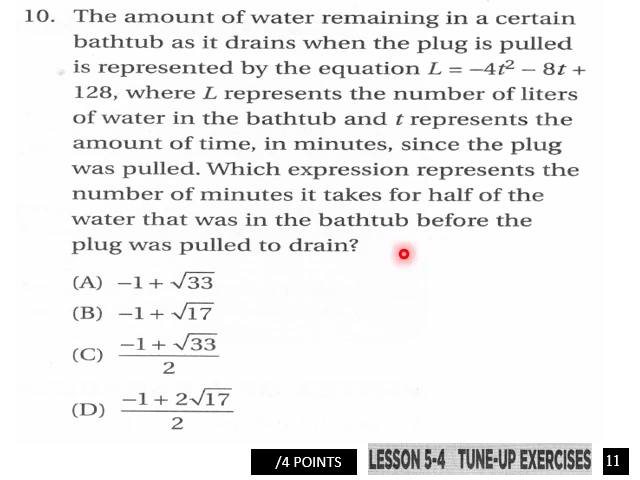 10. The amount of water remaining in a certain
bathtub as it drains when the plug is pulled
is represented by the equation L = −4t² − 8t +
128, where L represents the number of liters
of water in the bathtub and t represents the
amount of time, in minutes, since the plug
was pulled. Which expression represents the
number of minutes it takes for half of the
water that was in the bathtub before the
plug was pulled to drain?
(A) −1 + √33
(B) −1 + √17
(C) (−1 + √33)/2
(D) (−1 + 2√17)/2
/4 POINTS LESSON 5-4 TUNE-UP EXERCISES 11